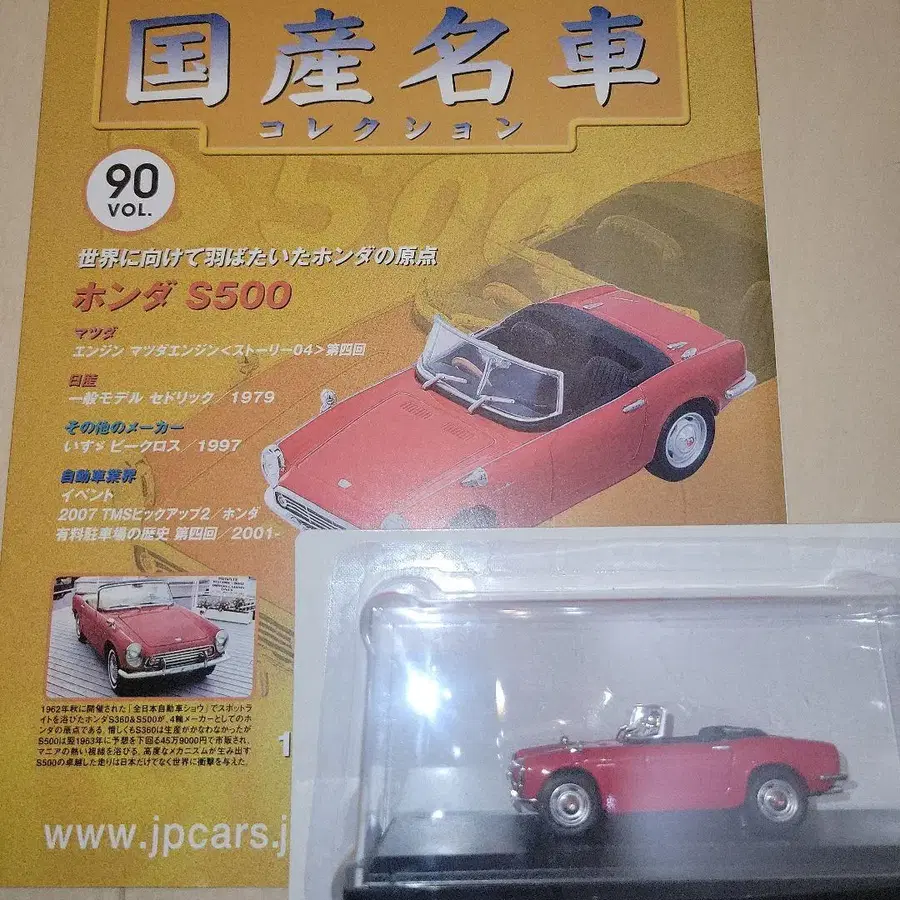 国産名車
コレクション
90
VOL.
S500
世界に向けて羽ばたいたホンダの原点
ホンダ S500
マツダ
エンジン マツダエンジン<ストーリー04>第四回
日産
一般モデル セドリック/1979
その他のメーカー
いすゞ ビークロス/1997
自動車業界
イベント
2007 TMSピックアップ2/ホンダ
有料駐車場の歴史 第四回/2001-
1962年秋に開催された「全日本自動車ショウ」でスポットラ
イトを浴びたホンダS360&S500が、4輪メーカーとしてのホ
ンダの原点である。惜しくもS360は生産がかなわなかったが
S500は翌1963年に予想を下回る45万9000円で市販され、
マニアの熱い視線を浴びる。高度なメカニズムが生み出す
S500の卓越した走りは日本だけでなく世界に衝撃を与えた。
1
www.jpcars.j